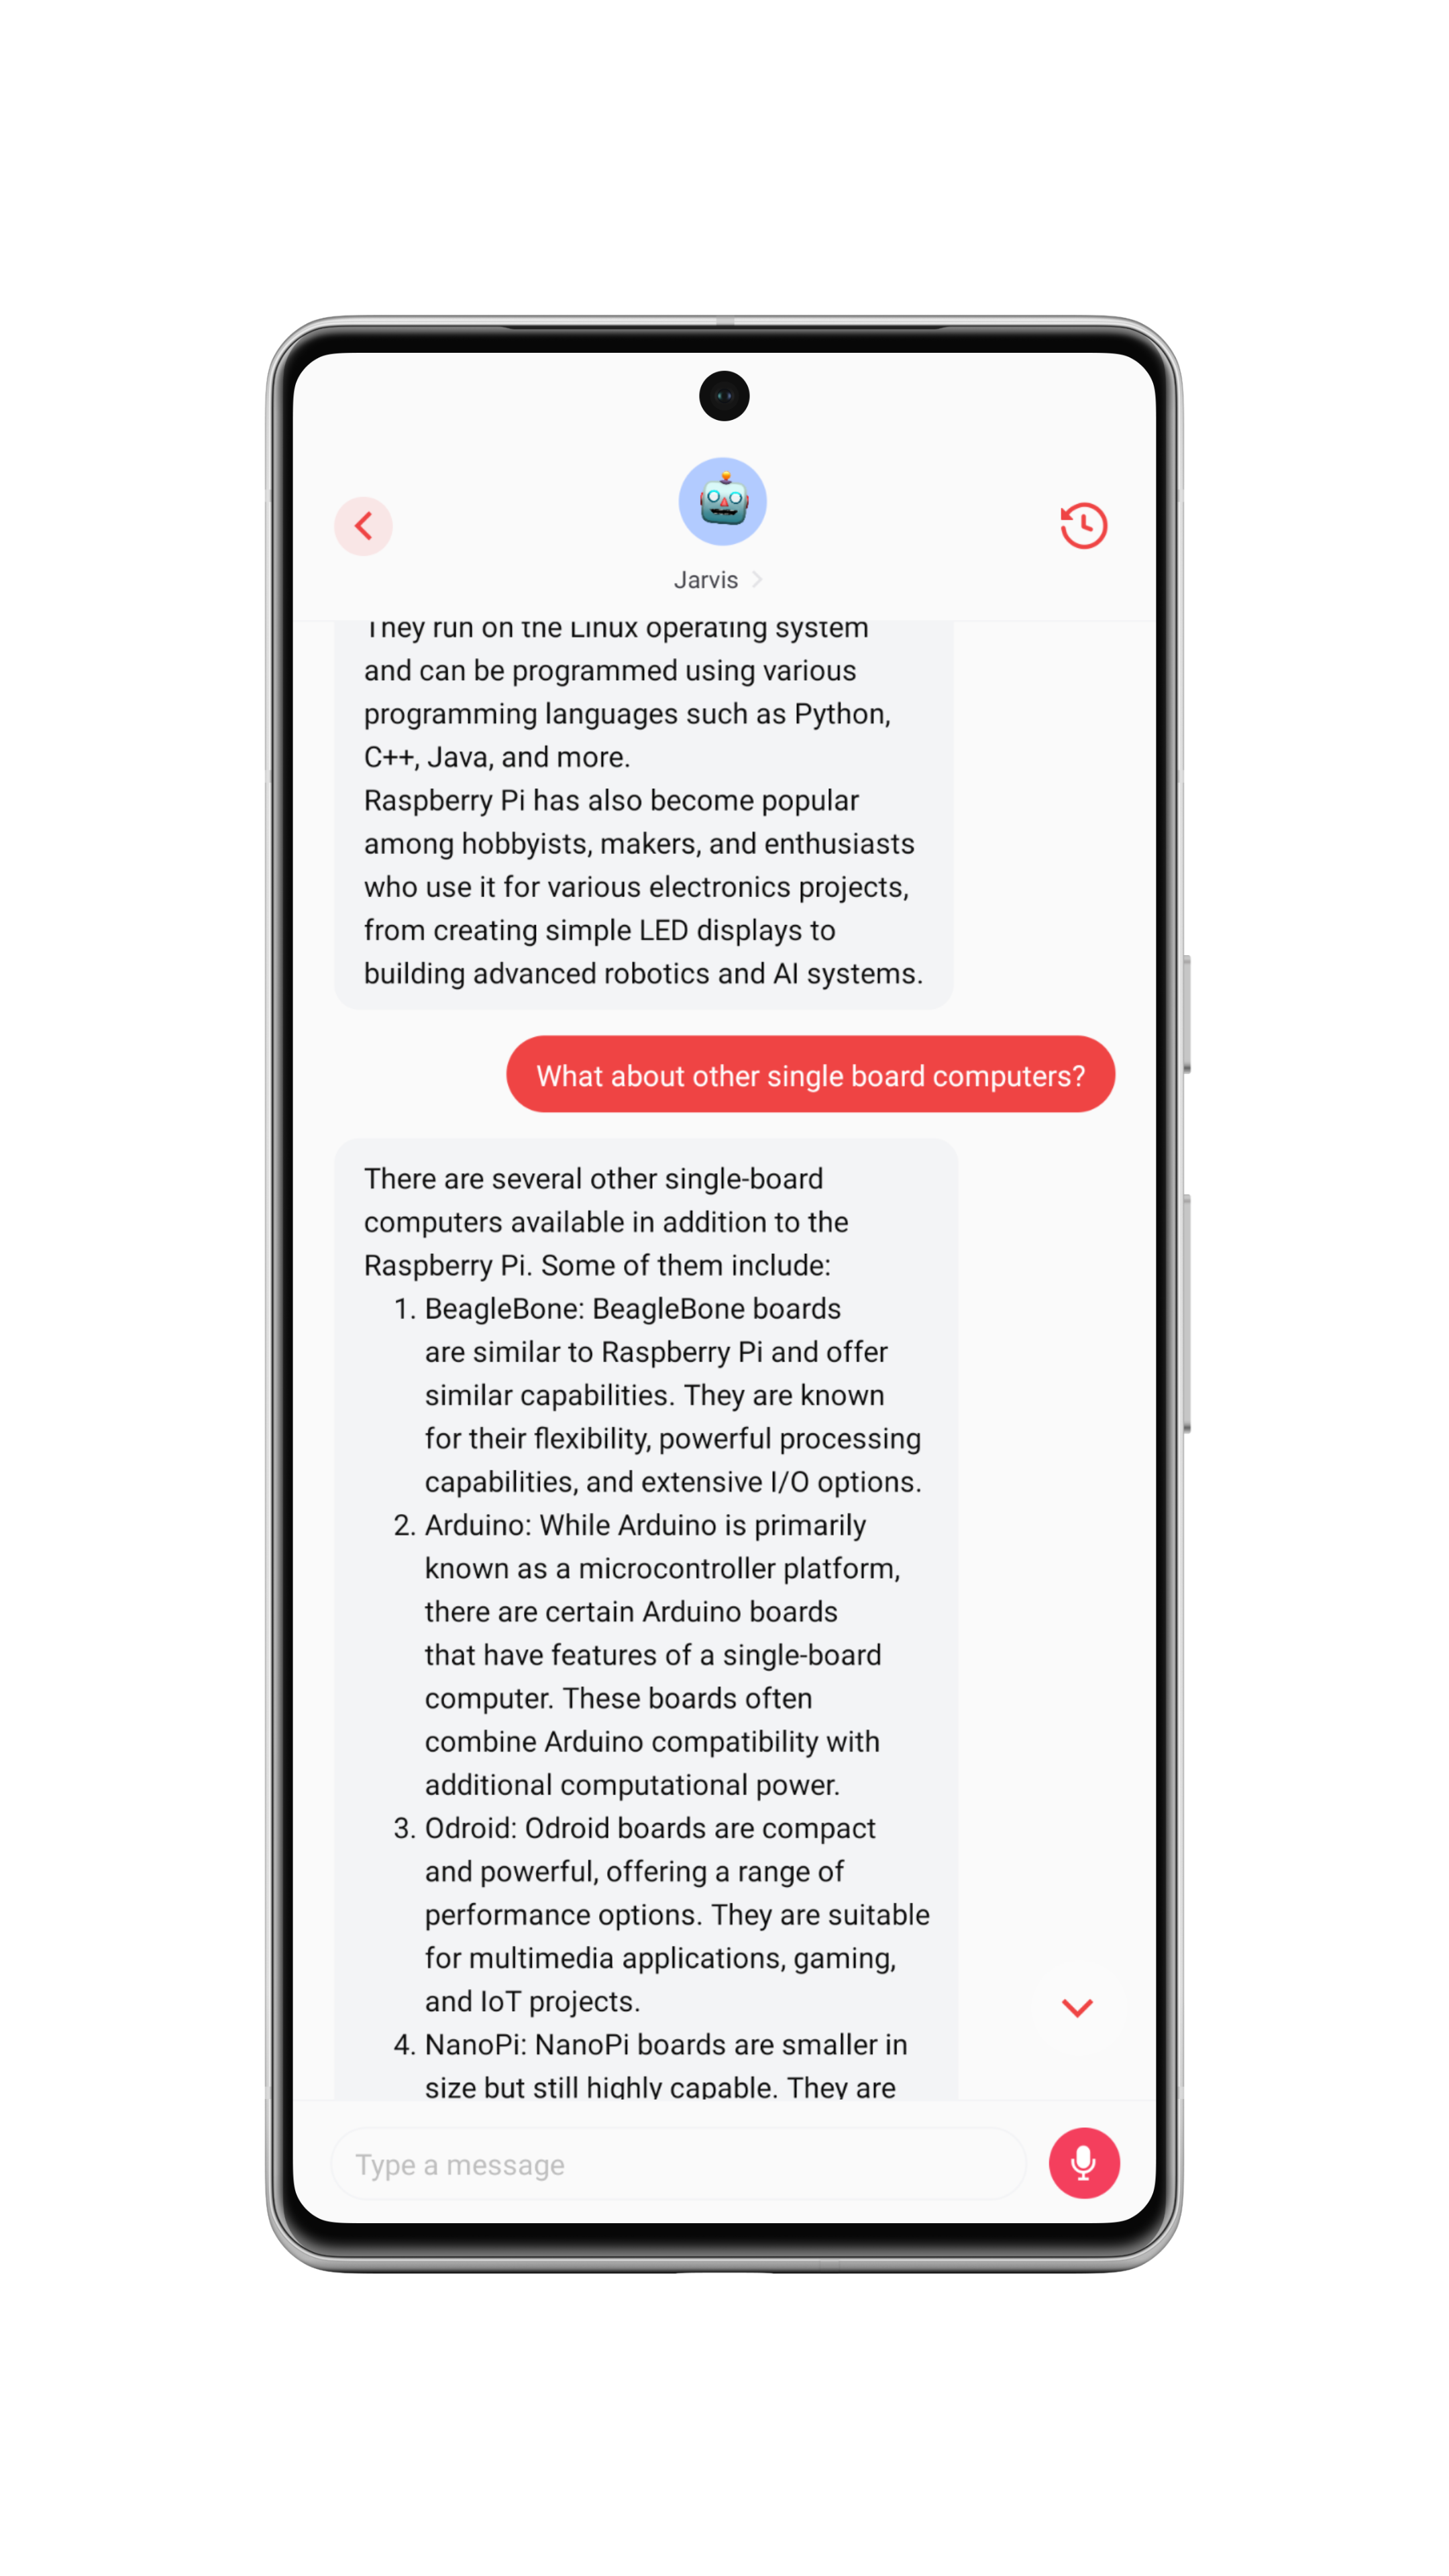 Jarvis
They run on the Linux operating system
and can be programmed using various
programming languages such as Python,
C++, Java, and more.
Raspberry Pi has also become popular
among hobbyists, makers, and enthusiasts
who use it for various electronics projects,
from creating simple LED displays to
building advanced robotics and AI systems.
What about other single board computers?
There are several other single-board
computers available in addition to the
Raspberry Pi. Some of them include:
1. BeagleBone: BeagleBone boards
are similar to Raspberry Pi and offer
similar capabilities. They are known
for their flexibility, powerful processing
capabilities, and extensive I/O options.
2. Arduino: While Arduino is primarily
known as a microcontroller platform,
there are certain Arduino boards
that have features of a single-board
computer. These boards often
combine Arduino compatibility with
additional computational power.
3. Odroid: Odroid boards are compact
and powerful, offering a range of
performance options. They are suitable
for multimedia applications, gaming,
and IoT projects.
4. NanoPi: NanoPi boards are smaller in
size but still highly capable. They are
Type a message